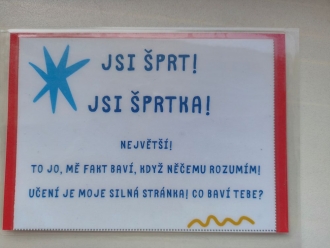 JSI ŠPRT!
JSI ŠPRTKA!
NEJVĚTŠÍ!
TO JO, MĚ FAKT BAVÍ, KDYŽ NĚČEMU ROZUMÍM!
UČENÍ JE MOJE SILNÁ STRÁNKA! CO BAVÍ TEBE?